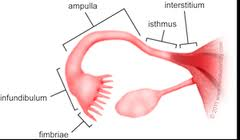 ampulla
interstitium
isthmus
infundibulum
fimbriae